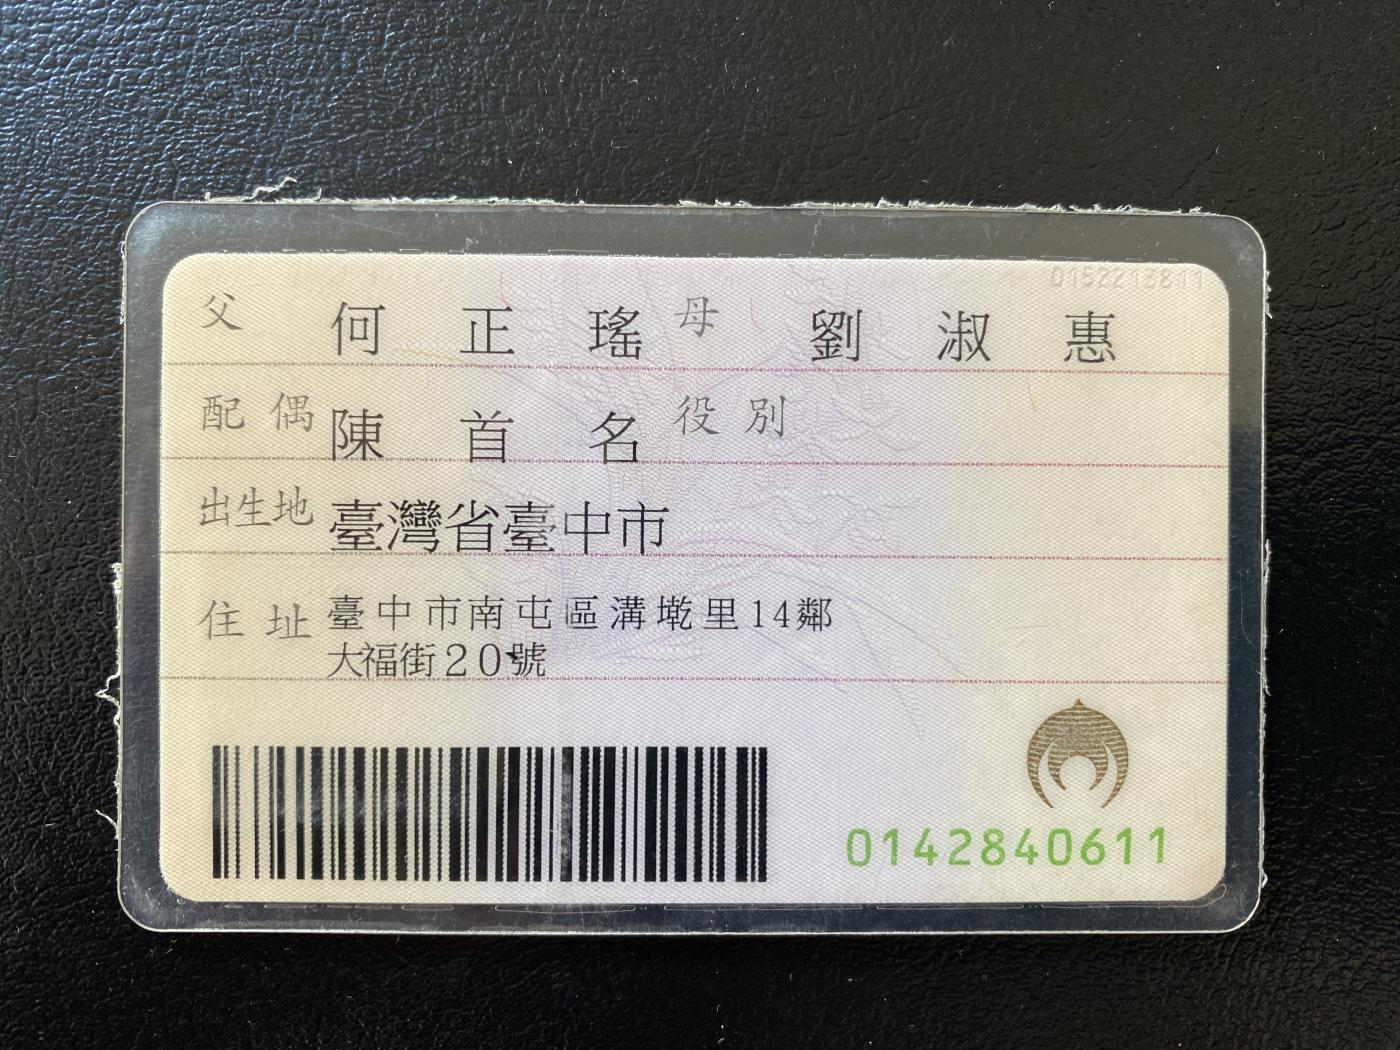 0152213811
父 何正瑤 母 劉淑惠
配偶 陳首名 役別
出生地 臺灣省臺中市
住址 臺中市南屯區溝墘里14鄰
大福街20號
0142840611